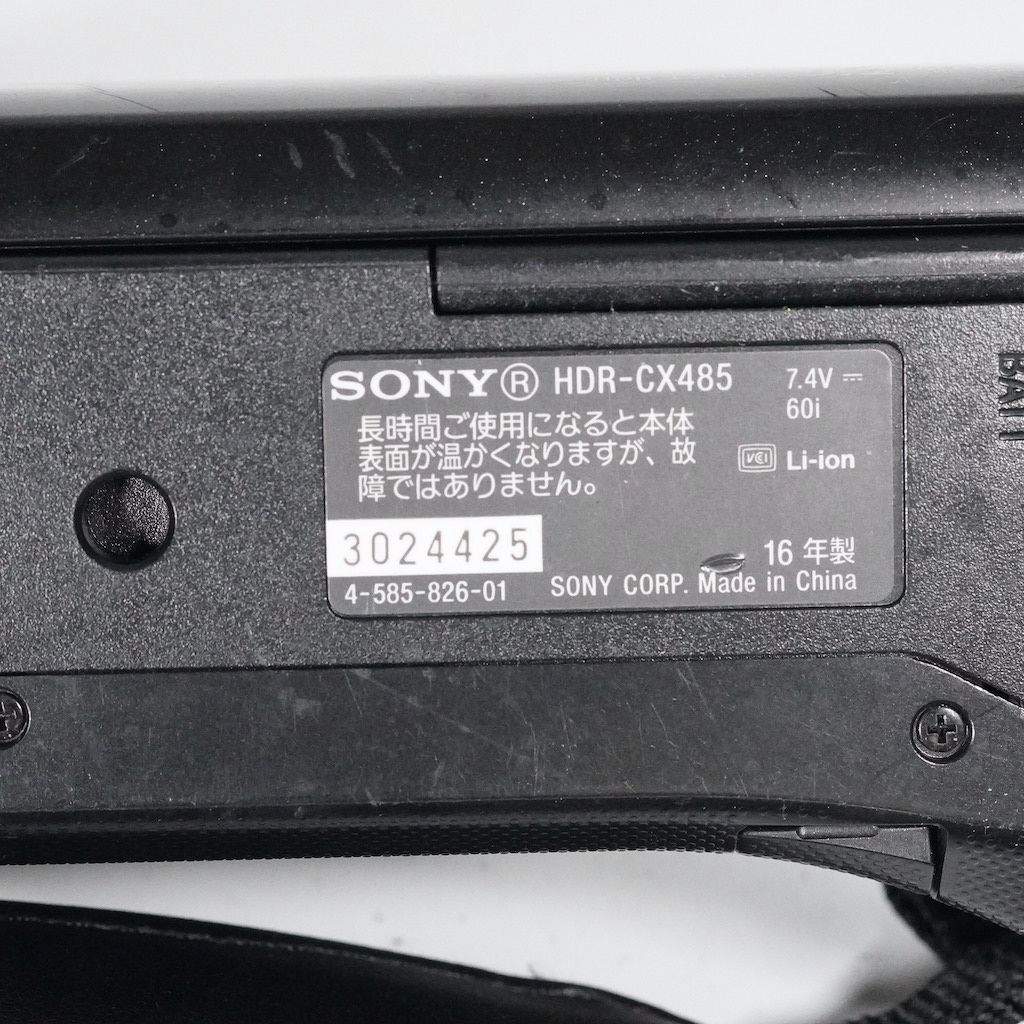 SONY® HDR-CX485
7.4V ⎓
60i
長時間ご使用になると本体
表面が温かくなりますが、故
障ではありません。
VCI Li-ion
3024425
16 年製
4-585-826-01 SONY CORP. Made in China
BATT